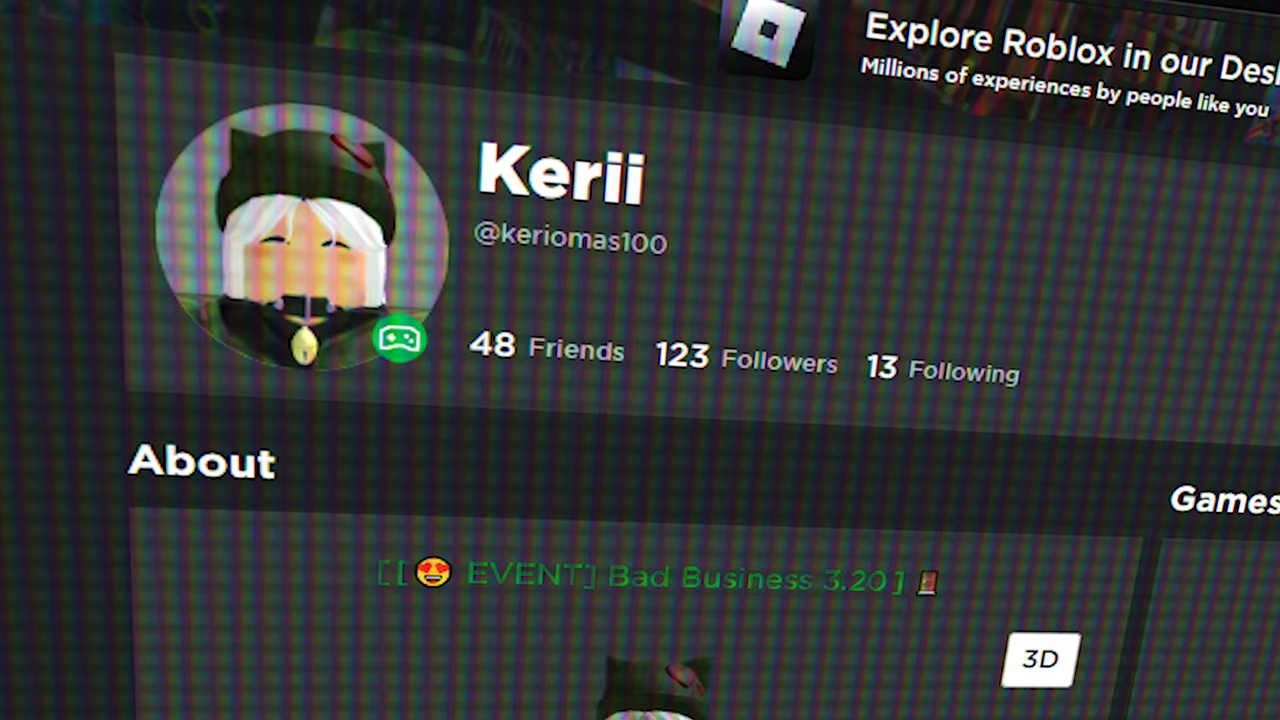 Explore Roblox in our Des
Millions of experiences by people like you
Kerii
@keriomas100
48 Friends 123 Followers 13 Following
About
Games
[[😍 EVENT] Bad Business 3.20] 🚪
3D